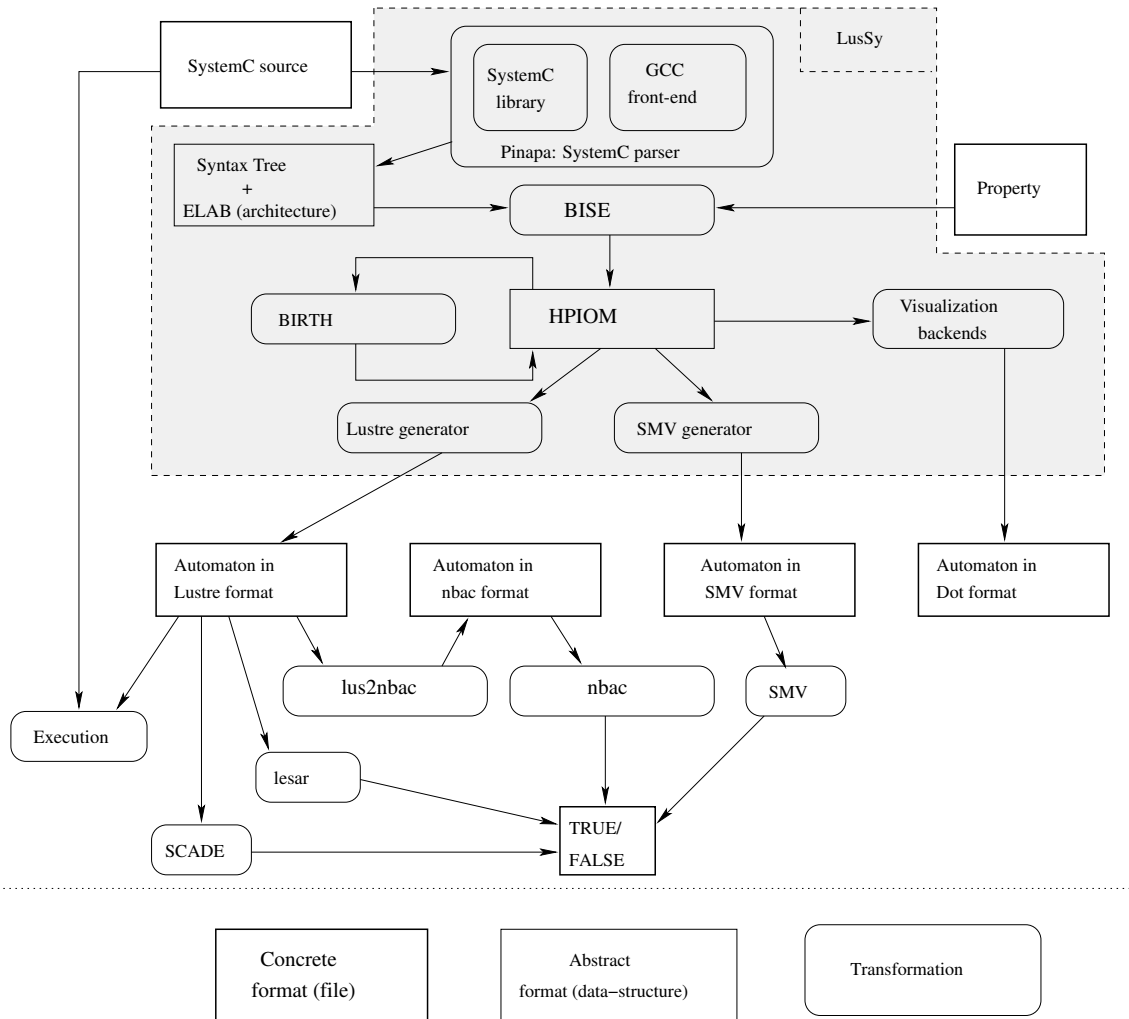 LusSy
SystemC source
SystemC
library
GCC
front-end
Pinapa: SystemC parser
Syntax Tree
+
ELAB (architecture)
BISE
Property
BIRTH
HPIOM
Visualization
backends
Lustre generator
SMV generator
Automaton in
Lustre format
Automaton in
nbac format
Automaton in
SMV format
Automaton in
Dot format
lus2nbac
nbac
SMV
Execution
lesar
SCADE
TRUE/
FALSE
Concrete
format (file)
Abstract
format (data−structure)
Transformation